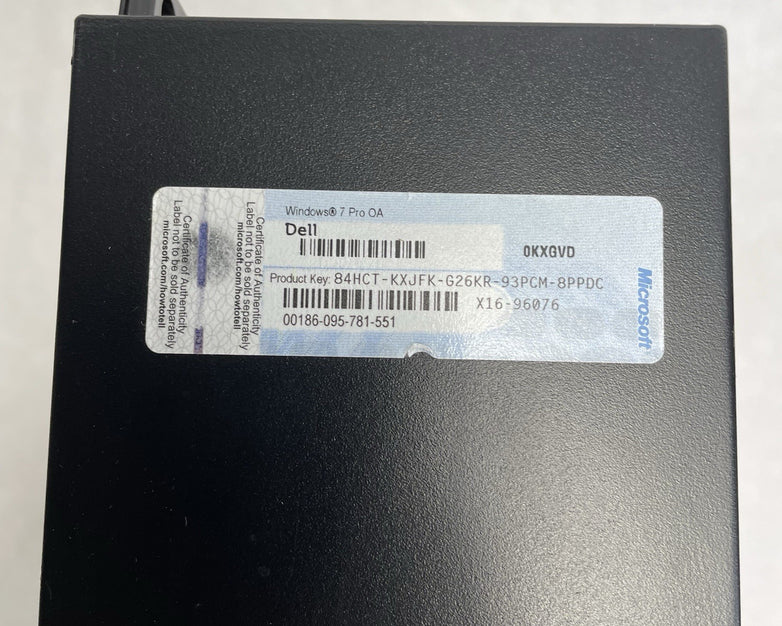 Windows® 7 Pro OA
Dell
0KXGVD
Product Key: 84HCT-KXJFK-G26KR-93PCM-8PPDC
X16-96076
00186-095-781-551
Microsoft
Certificate of Authenticity
Label not to be sold separately
microsoft.com/howtotell
Certificate of Authenticity
Label not to be sold separately
microsoft.com/howtotell